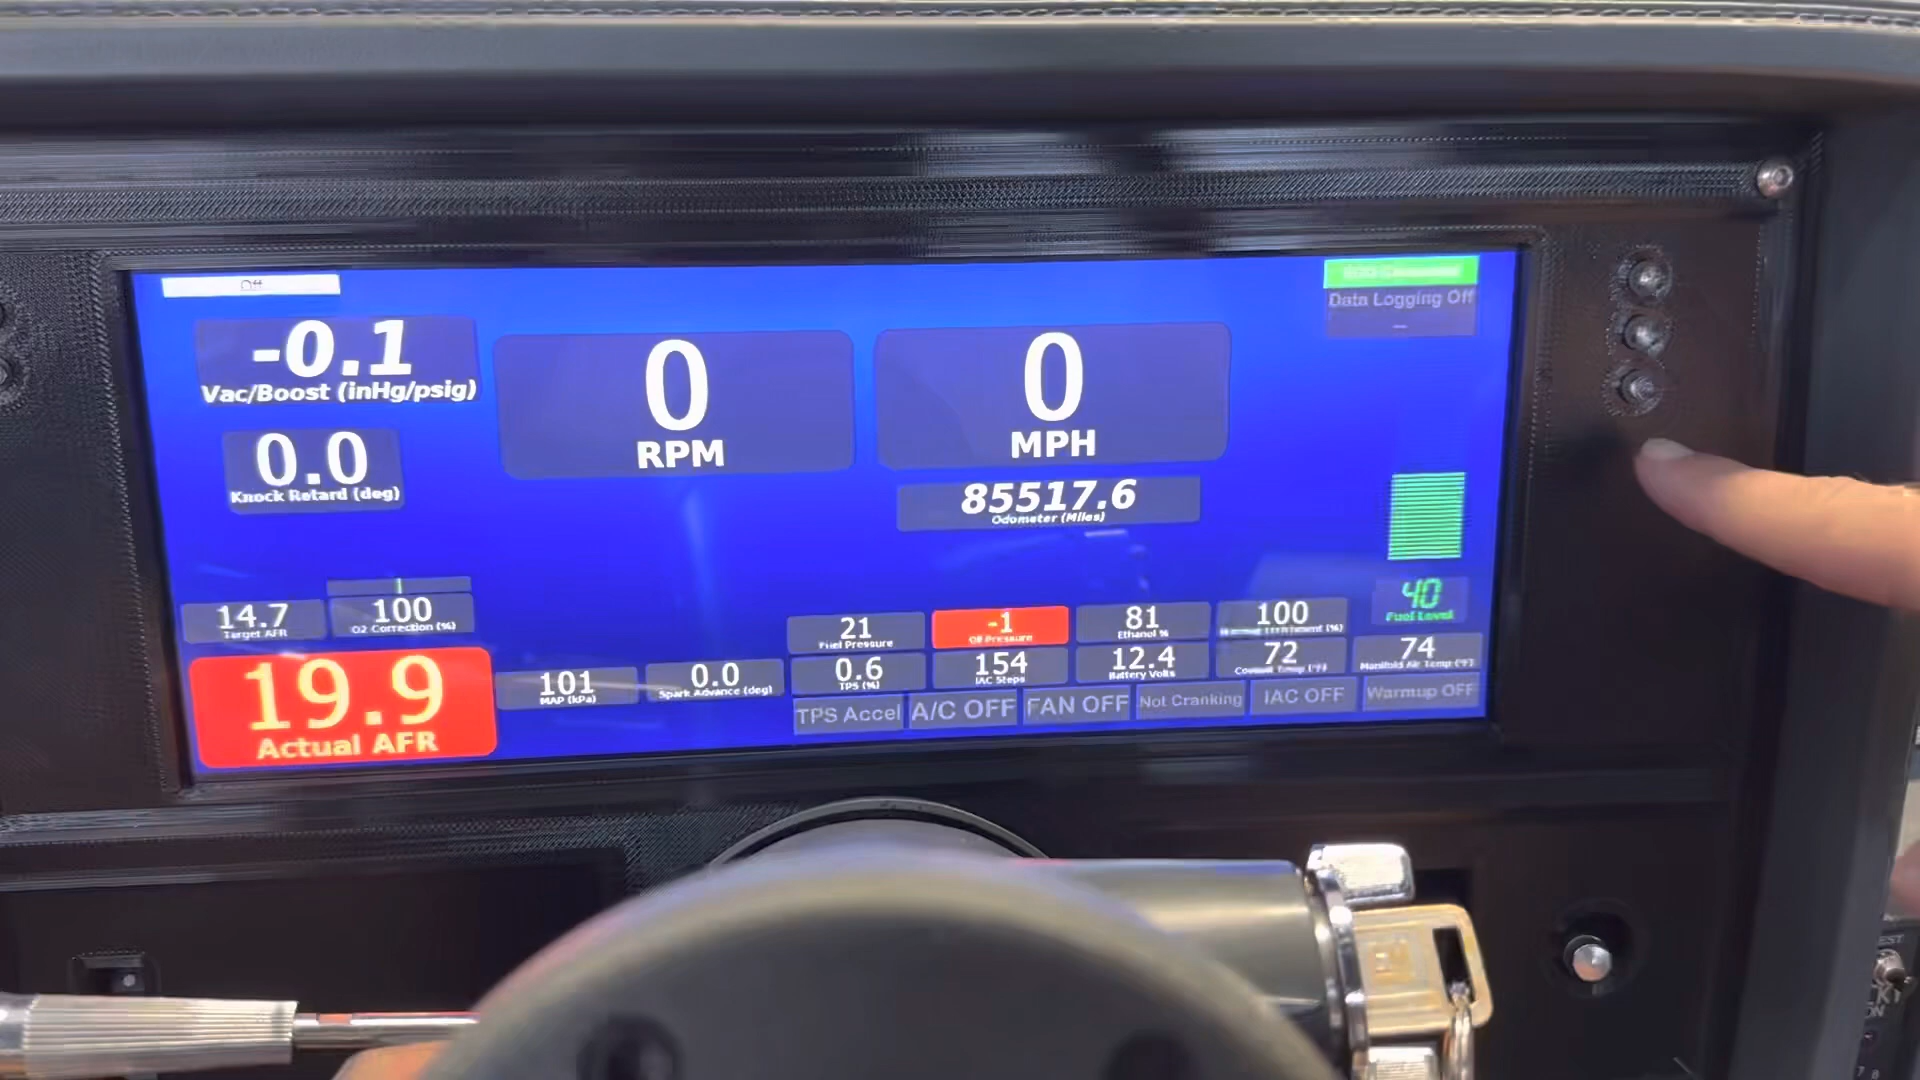 Off
Data Logging Off
-0.1
Vac/Boost (inHg/psig)
0
RPM
0
MPH
0.0
Knock Retard (deg)
85517.6
Odometer (Miles)
14.7
Target AFR
100
O2 Correction (%)
19.9
Actual AFR
101
MAP (kPa)
0.0
Spark Advance (deg)
21
Fuel Pressure
-1
Oil Pressure
81
Ethanol %
100
40
Fuel Level
0.6
TPS (%)
154
IAC Steps
12.4
Battery Volts
72
Coolant Temp (°F)
74
Manifold Air Temp (°F)
TPS Accel
A/C OFF
FAN OFF
Not Cranking
IAC OFF
Warmup OFF